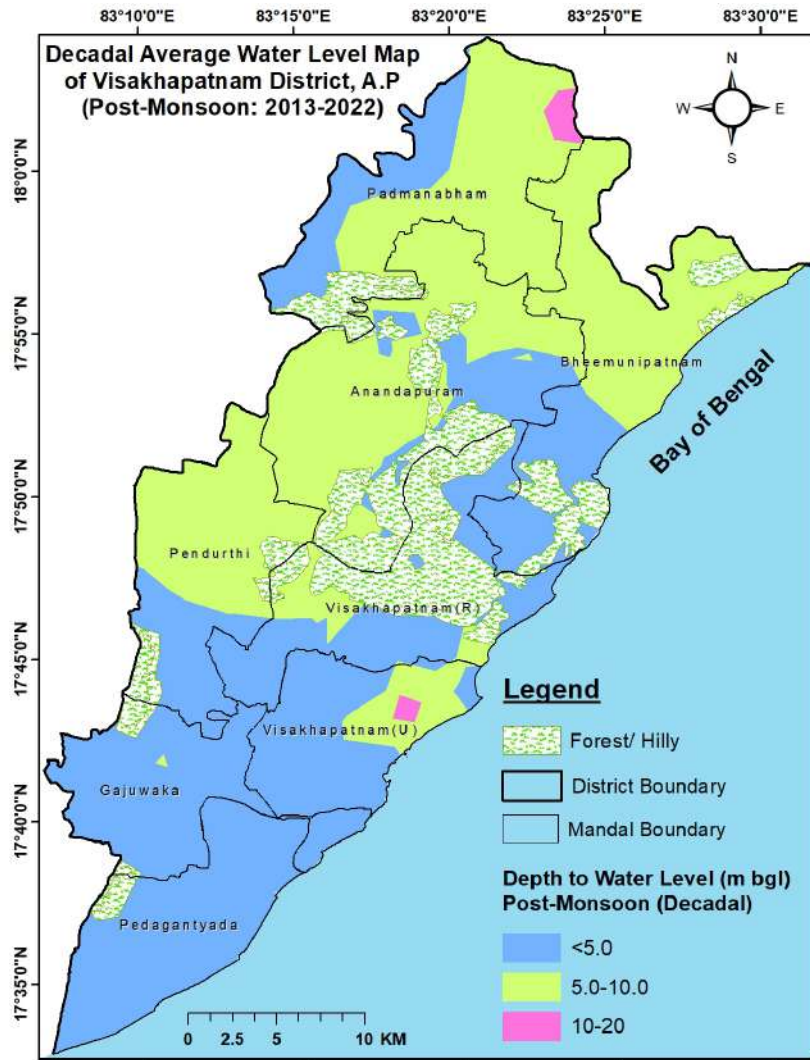 83°10'0"E 83°15'0"E 83°20'0"E 83°25'0"E 83°30'0"E
Decadal Average Water Level Map
of Visakhapatnam District, A.P
(Post-Monsoon: 2013-2022)
N
W E
S
18°0'0"N
Padmanabham
17°55'0"N
Bheemunipatnam
Anandapuram
Bay of Bengal
17°50'0"N
Pendurthi
Visakhapatnam(R)
17°45'0"N
Visakhapatnam(U)
Gajuwaka
17°40'0"N
Pedagantyada
17°35'0"N
Legend
Forest/ Hilly
District Boundary
Mandal Boundary
Depth to Water Level (m bgl)
Post-Monsoon (Decadal)
<5.0
5.0-10.0
10-20
0 2.5 5 10 KM